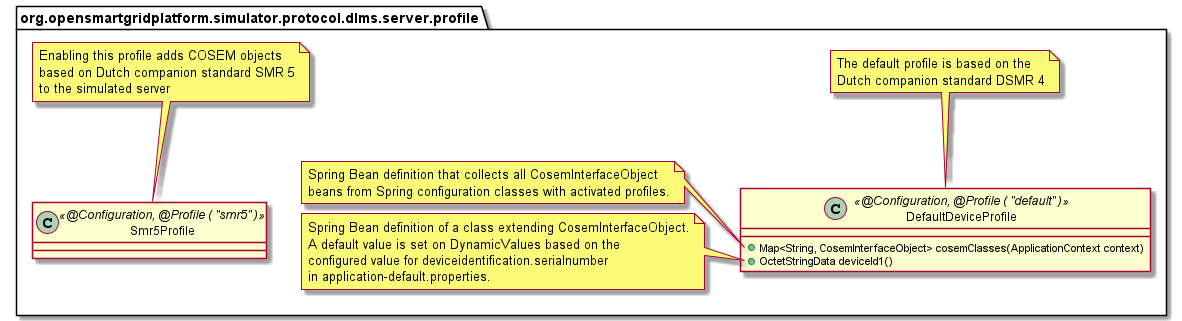 org.opensmartgridplatform.simulator.protocol.dlms.server.profile
Enabling this profile adds COSEM objects
based on Dutch companion standard SMR 5
to the simulated server
The default profile is based on the
Dutch companion standard DSMR 4
Spring Bean definition that collects all CosemInterfaceObject
beans from Spring configuration classes with activated profiles.
C
«@Configuration, @Profile ( "smr5")»
Smr5Profile
Spring Bean definition of a class extending CosemInterfaceObject.
A default value is set on DynamicValues based on the
configured value for deviceidentification.serialnumber
in application-default.properties.
C
«@Configuration, @Profile ( "default")»
DefaultDeviceProfile
Map<String, CosemInterfaceObject> cosemClasses(ApplicationContext context)
OctetStringData deviceId1()